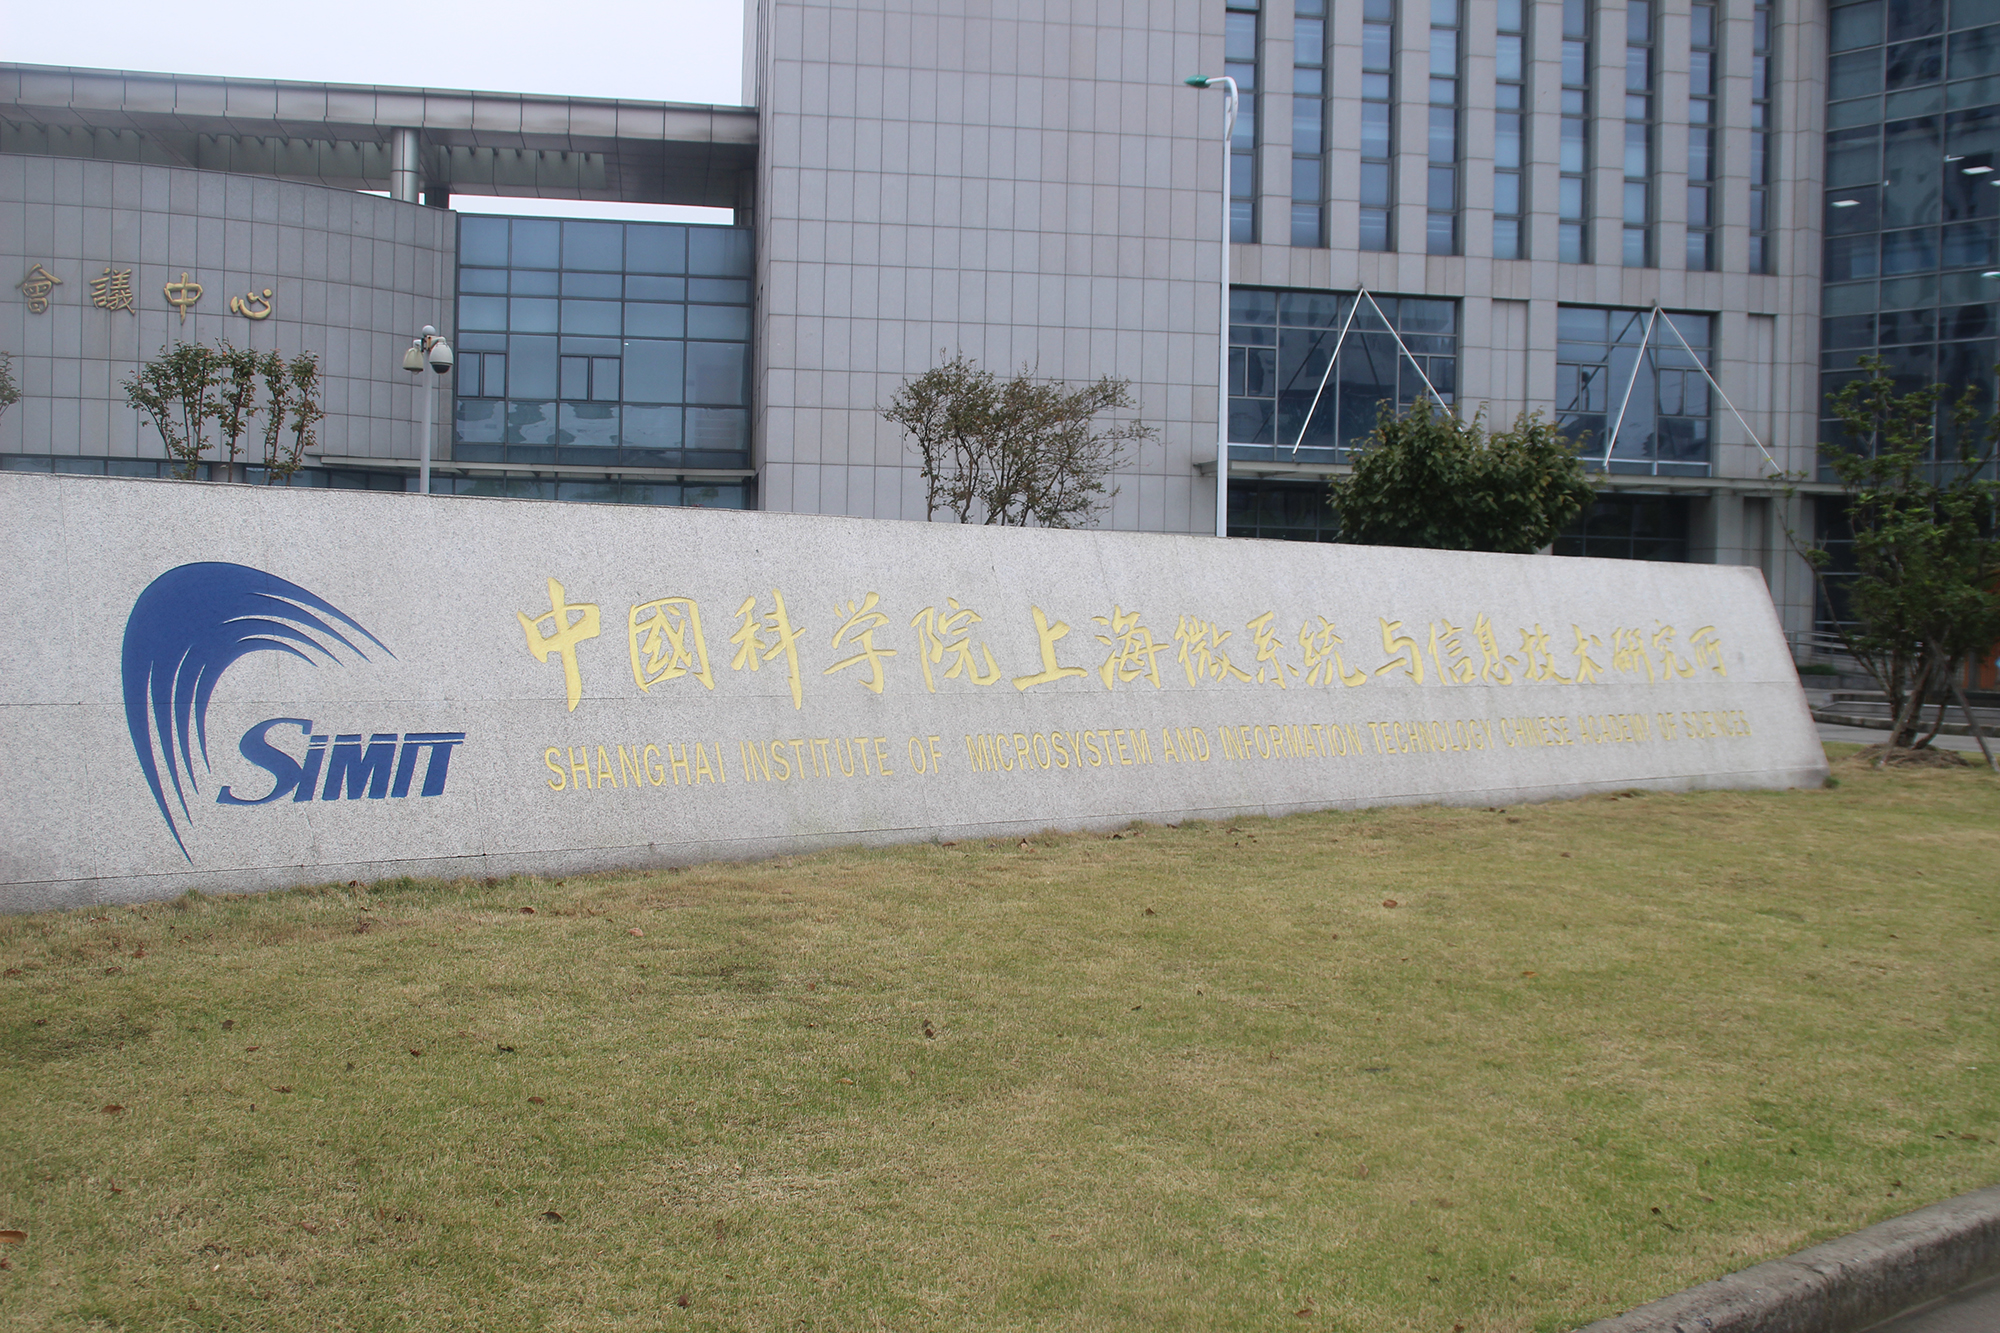 會議中心
中國科学院上海微系统与信息技术研究所
SIMIT
SHANGHAI INSTITUTE OF MICROSYSTEM AND INFORMATION TECHNOLOGY CHINESE ACADEMY OF SCIENCES